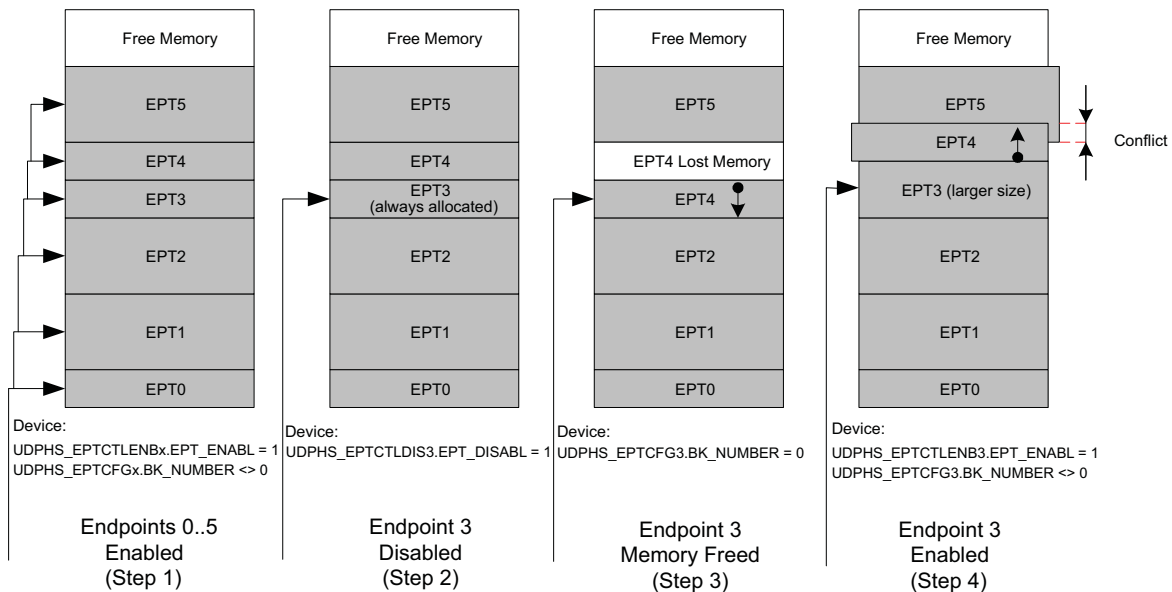 Free Memory
EPT5
EPT4
EPT3
EPT2
EPT1
EPT0
Device:
UDPHS_EPTCTLENBx.EPT_ENABL = 1
UDPHS_EPTCFGx.BK_NUMBER <> 0
Endpoints 0..5
Enabled
(Step 1)
Free Memory
EPT5
EPT4
EPT3
(always allocated)
EPT2
EPT1
EPT0
Device:
UDPHS_EPTCTLDIS3.EPT_DISABL = 1
Endpoint 3
Disabled
(Step 2)
Free Memory
EPT5
EPT4 Lost Memory
EPT4
EPT2
EPT1
EPT0
Device:
UDPHS_EPTCFG3.BK_NUMBER = 0
Endpoint 3
Memory Freed
(Step 3)
Free Memory
EPT5
EPT4
Conflict
EPT3 (larger size)
EPT2
EPT1
EPT0
Device:
UDPHS_EPTCTLENB3.EPT_ENABL = 1
UDPHS_EPTCFG3.BK_NUMBER <> 0
Endpoint 3
Enabled
(Step 4)